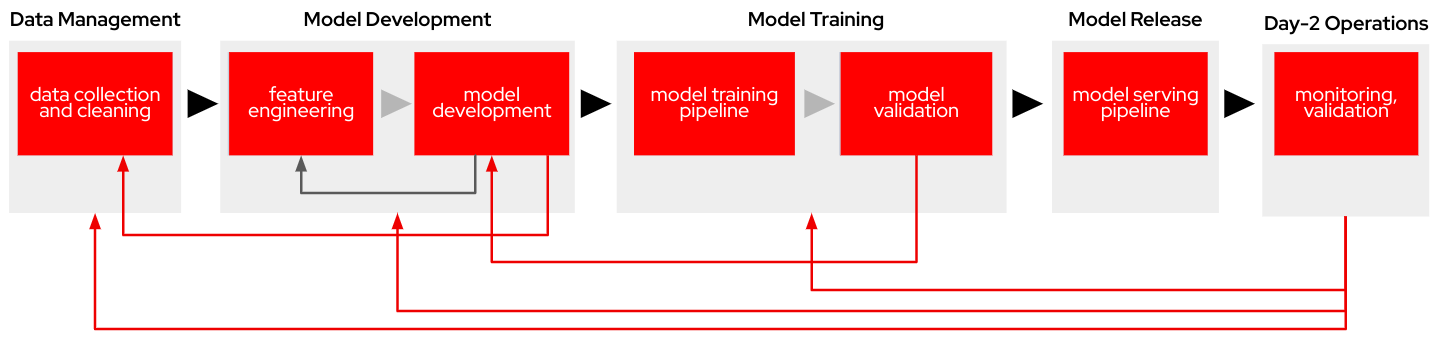 Data Management
Model Development
Model Training
Model Release
Day-2 Operations
data collection
and cleaning
feature
engineering
model
development
model training
pipeline
model
validation
model serving
pipeline
monitoring,
validation